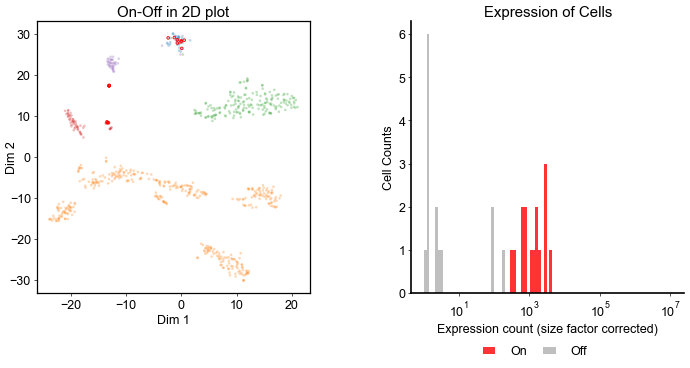 On-Off in 2D plot
30
20
10
0
−10
−20
−30
Dim 2
−20
−10
0
10
20
Dim 1
Expression of Cells
6
5
4
3
2
1
0
Cell Counts
10^1
10^3
10^5
10^7
Expression count (size factor corrected)
On
Off